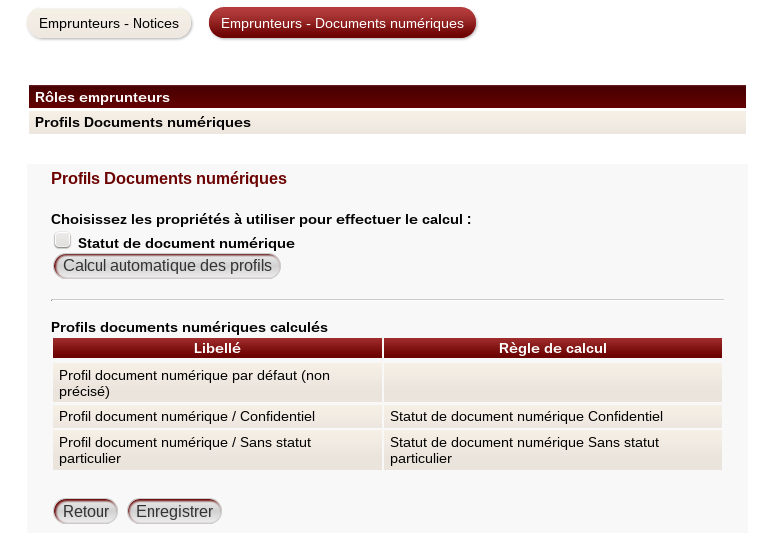 Emprunteurs - Notices
Emprunteurs - Documents numériques
Rôles emprunteurs
Profils Documents numériques
Profils Documents numériques
Choisissez les propriétés à utiliser pour effectuer le calcul :
Statut de document numérique
Calcul automatique des profils
Profils documents numériques calculés
Libellé
Règle de calcul
Profil document numérique par défaut (non
précisé)
Profil document numérique / Confidentiel
Statut de document numérique Confidentiel
Profil document numérique / Sans statut
particulier
Statut de document numérique Sans statut
particulier
Retour
Enregistrer